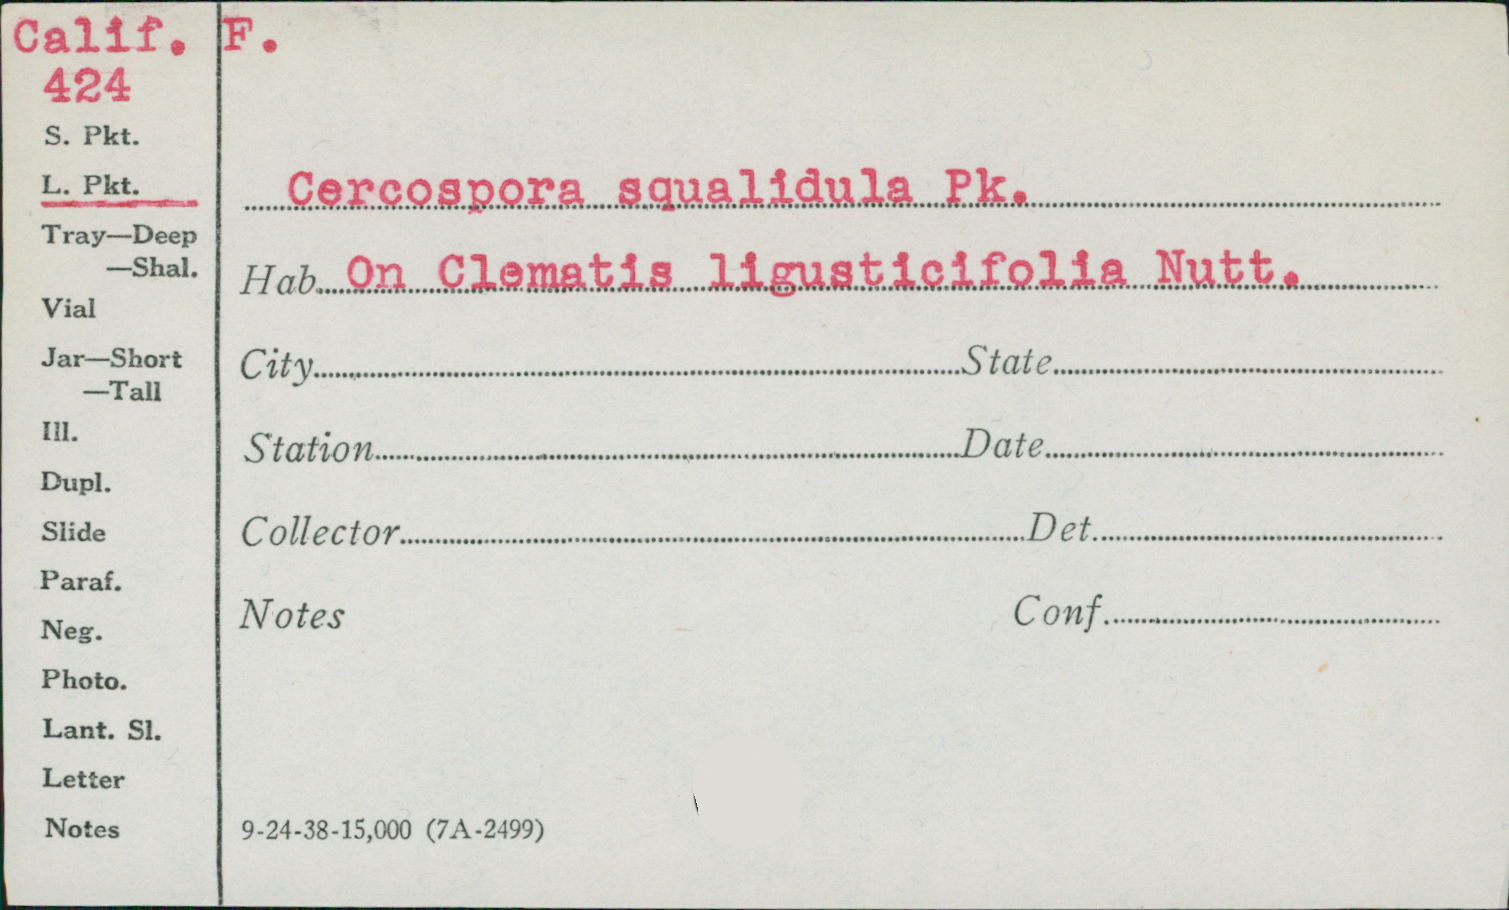 Calif.
424
S. Pkt.
L. Pkt.
Tray—Deep
—Shal.
Vial
Jar—Short
—Tall
Ill.
Dupl.
Slide
Paraf.
Neg.
Photo.
Lant. Sl.
Letter
Notes
F.
Cercospora squalidula Pk.
Hab. On Clematis ligusticifolia Nutt.
City State
Station Date
Collector Det.
Notes Conf.
9-24-38-15,000 (7A-2499)